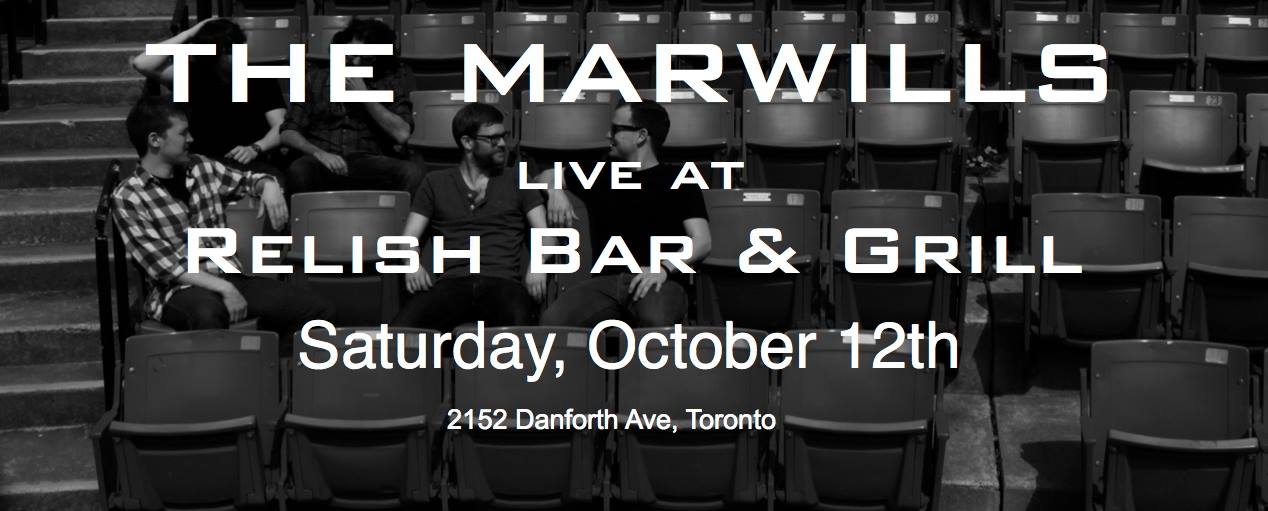 THE MARWILLS
LIVE AT
RELISH BAR & GRILL
Saturday, October 12th
2152 Danforth Ave, Toronto